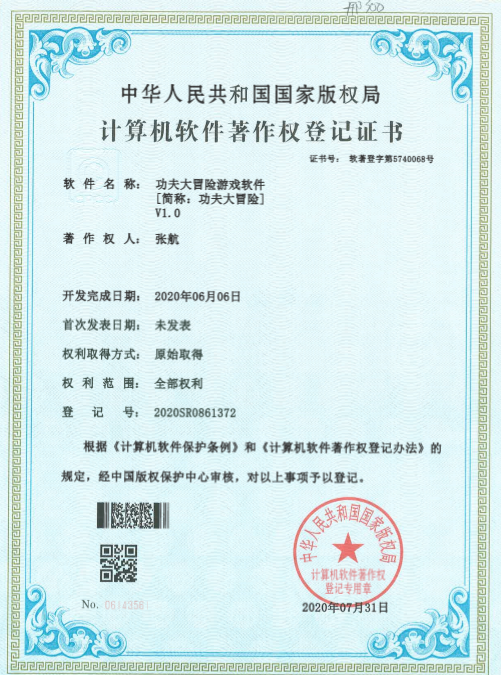 中华人民共和国国家版权局
计算机软件著作权登记证书
证书号： 软著登字第5740068号
软件名称： 功夫大冒险游戏软件
[简称：功夫大冒险]
V1.0
著作权人： 张航
开发完成日期： 2020年06月06日
首次发表日期： 未发表
权利取得方式： 原始取得
权利范围： 全部权利
登记号： 2020SR0861372
根据《计算机软件保护条例》和《计算机软件著作权登记办法》的
规定，经中国版权保护中心审核，对以上事项予以登记。
中华人民共和国国家版权局
计算机软件著作权
登记专用章
No. 0614358
2020年07月31日